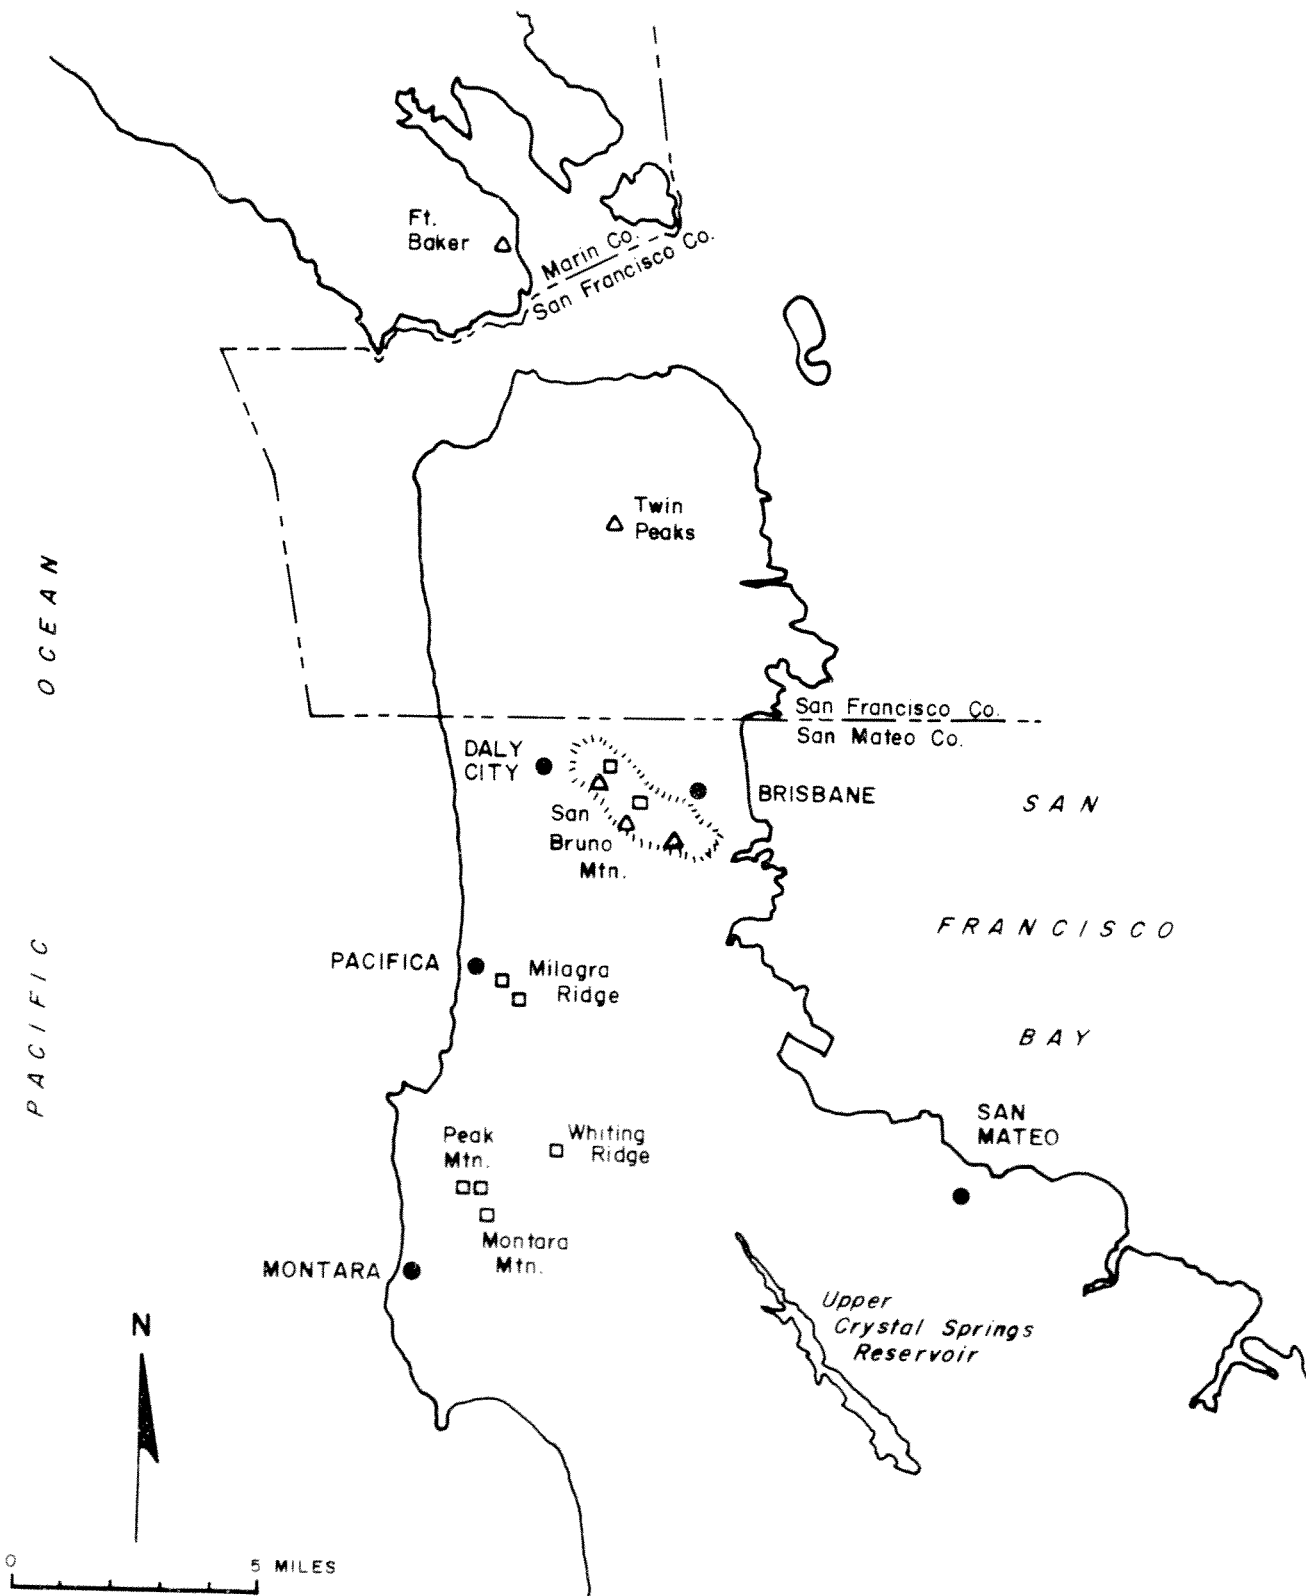 Ft.
Baker
Marin Co.
San Francisco Co.
Twin
Peaks
OCEAN
San Francisco Co.
San Mateo Co.
DALY
CITY
BRISBANE
San
Bruno
Mtn.
SAN
FRANCISCO
BAY
PACIFICA
Milagra
Ridge
PACIFIC
SAN
MATEO
Peak
Mtn.
Whiting
Ridge
Montara
Mtn.
MONTARA
Upper
Crystal Springs
Reservoir
N
0
5 MILES